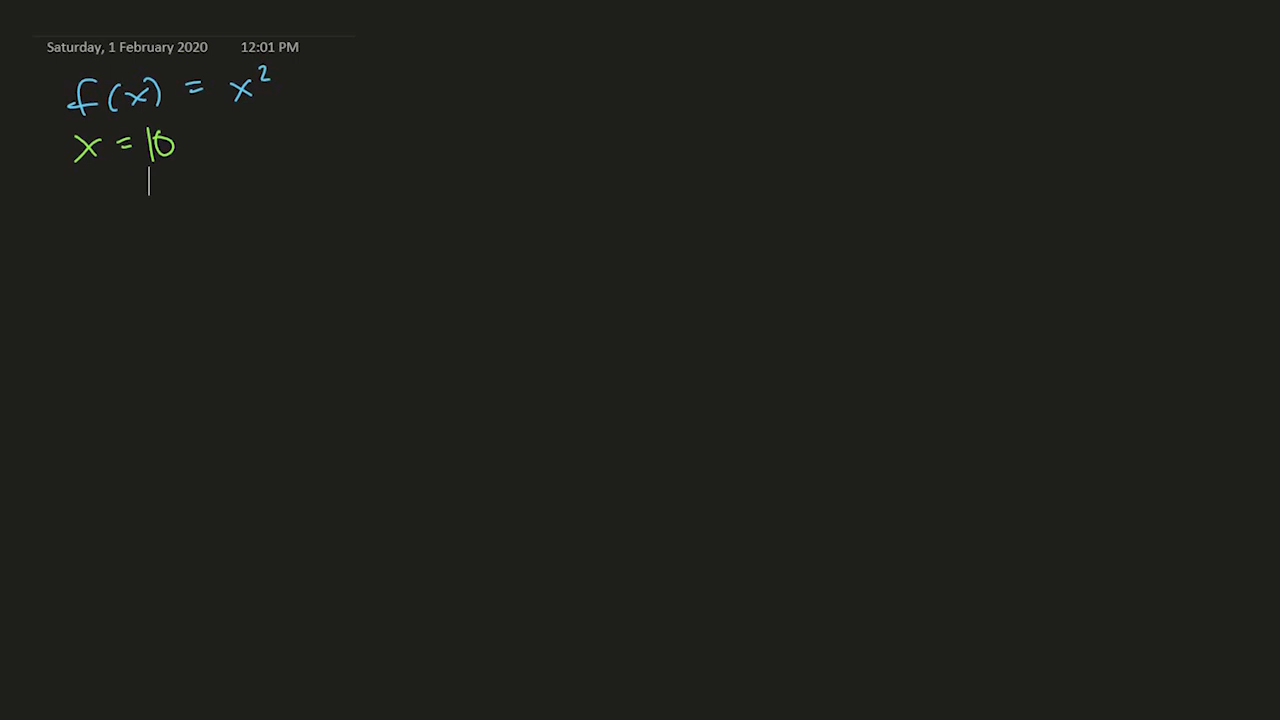 Saturday, 1 February 2020 12:01 PM
f(x) = x²
x = 10